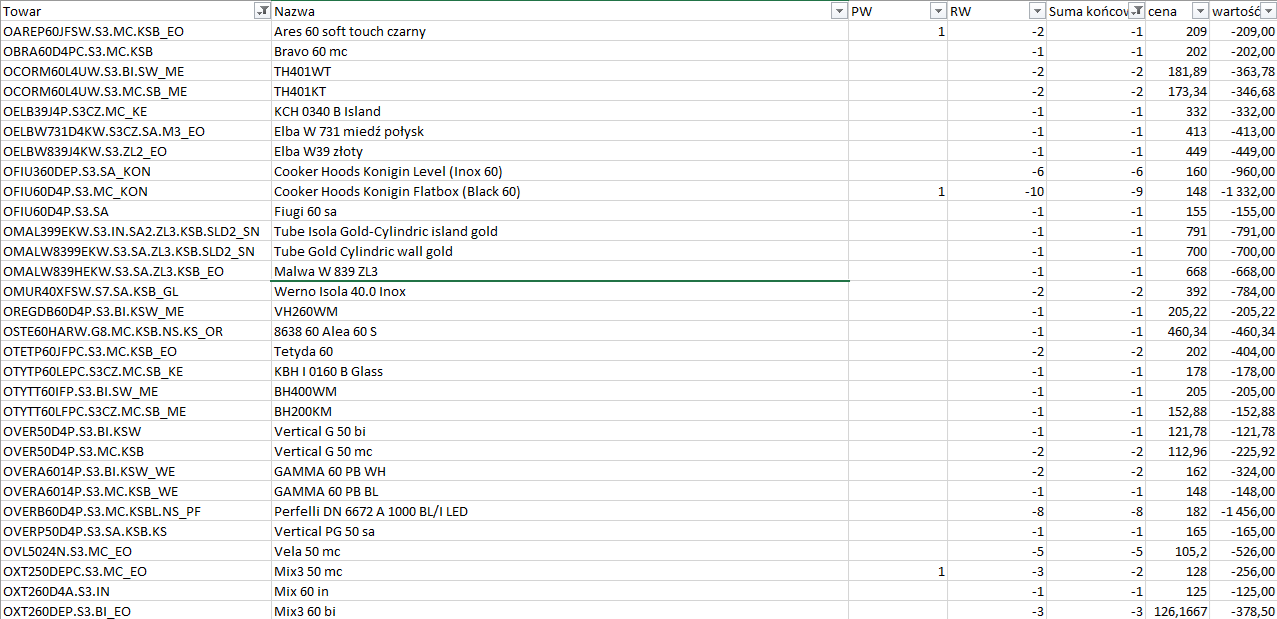 Towar Nazwa PW RW Suma końcow cena wartość
OAREP60JFSW.S3.MC.KSB_EO Ares 60 soft touch czarny 1 -2 -1 209 -209,00
OBRA60D4PC.S3.MC.KSB Bravo 60 mc -1 -1 202 -202,00
OCORM60L4UW.S3.BI.SW_ME TH401WT -2 -2 181,89 -363,78
OCORM60L4UW.S3.MC.SB_ME TH401KT -2 -2 173,34 -346,68
OELB39J4P.S3CZ.MC_KE KCH 0340 B Island -1 -1 332 -332,00
OELBW731D4KW.S3CZ.SA.M3_EO Elba W 731 miedź połysk -1 -1 413 -413,00
OELBW839J4KW.S3.ZL2_EO Elba W39 złoty -1 -1 449 -449,00
OFIU360DEP.S3.SA_KON Cooker Hoods Konigin Level (Inox 60) -6 -6 160 -960,00
OFIU60D4P.S3.MC_KON Cooker Hoods Konigin Flatbox (Black 60) 1 -10 -9 148 -1 332,00
OFIU60D4P.S3.SA Fiugi 60 sa -1 -1 155 -155,00
OMAL399EKW.S3.IN.SA2.ZL3.KSB.SLD2_SN Tube Isola Gold-Cylindric island gold -1 -1 791 -791,00
OMALW8399EKW.S3.SA.ZL3.KSB.SLD2_SN Tube Gold Cylindric wall gold -1 -1 700 -700,00
OMALW839HEKW.S3.SA.ZL3.KSB_EO Malwa W 839 ZL3 -1 -1 668 -668,00
OMUR40XFSW.S7.SA.KSB_GL Werno Isola 40.0 Inox -2 -2 392 -784,00
OREGDB60D4P.S3.BI.KSW_ME VH260WM -1 -1 205,22 -205,22
OSTE60HARW.G8.MC.KSB.NS.KS_OR 8638 60 Alea 60 S -1 -1 460,34 -460,34
OTETP60JFPC.S3.MC.KSB_EO Tetyda 60 -2 -2 202 -404,00
OTYTP60LEPC.S3CZ.MC.SB_KE KBH I 0160 B Glass -1 -1 178 -178,00
OTYTT60IFP.S3.BI.SW_ME BH400WM -1 -1 205 -205,00
OTYTT60LFPC.S3CZ.MC.SB_ME BH200KM -1 -1 152,88 -152,88
OVER50D4P.S3.BI.KSW Vertical G 50 bi -1 -1 121,78 -121,78
OVER50D4P.S3.MC.KSB Vertical G 50 mc -2 -2 112,96 -225,92
OVERA6014P.S3.BI.KSW_WE GAMMA 60 PB WH -2 -2 162 -324,00
OVERA6014P.S3.MC.KSB_WE GAMMA 60 PB BL -1 -1 148 -148,00
OVERB60D4P.S3.MC.KSBL.NS_PF Perfelli DN 6672 A 1000 BL/I LED -8 -8 182 -1 456,00
OVERP50D4P.S3.SA.KSB.KS Vertical PG 50 sa -1 -1 165 -165,00
OVL5024N.S3.MC_EO Vela 50 mc -5 -5 105,2 -526,00
OXT250DEPC.S3.MC_EO Mix3 50 mc 1 -3 -2 128 -256,00
OXT260D4A.S3.IN Mix 60 in -1 -1 125 -125,00
OXT260DEP.S3.BI_EO Mix3 60 bi -3 -3 126,1667 -378,50